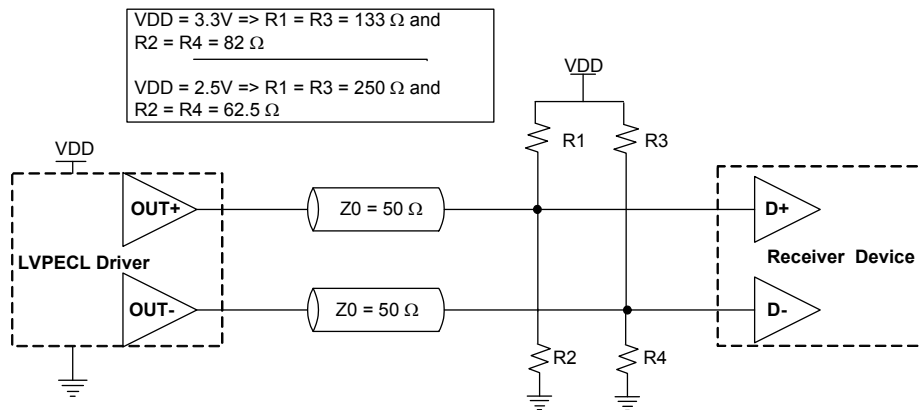 VDD = 3.3V => R1 = R3 = 133 Ω and
R2 = R4 = 82 Ω
VDD = 2.5V => R1 = R3 = 250 Ω and
R2 = R4 = 62.5 Ω
VDD
R1
R3
VDD
OUT+
Z0 = 50 Ω
D+
LVPECL Driver
Receiver Device
OUT-
Z0 = 50 Ω
D-
R2
R4